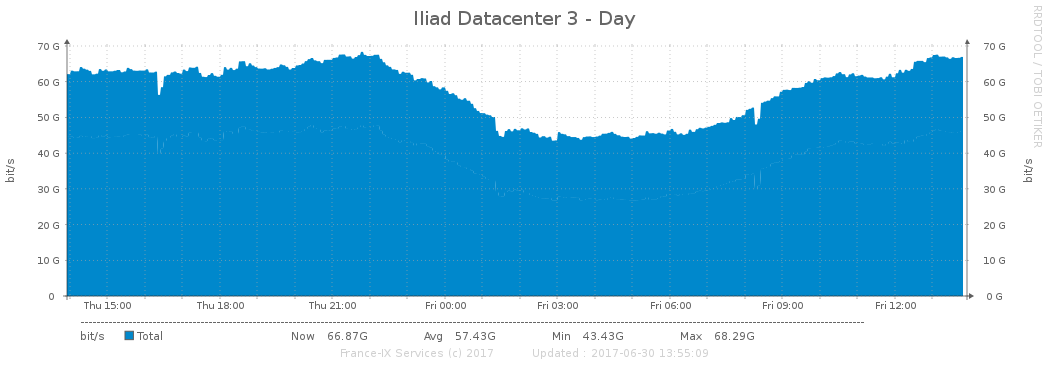 Iliad Datacenter 3 - Day
RRDTOOL / TOBI OETIKER
70 G 70 G
60 G 60 G
50 G 50 G
40 G 40 G
30 G 30 G
20 G 20 G
10 G 10 G
0 0 G
bit/s bit/s
Thu 15:00 Thu 18:00 Thu 21:00 Fri 00:00 Fri 03:00 Fri 06:00 Fri 09:00 Fri 12:00
bit/s Total Now 66.87G Avg 57.43G Min 43.43G Max 68.29G
France-IX Services (c) 2017 Updated : 2017-06-30 13:55:09